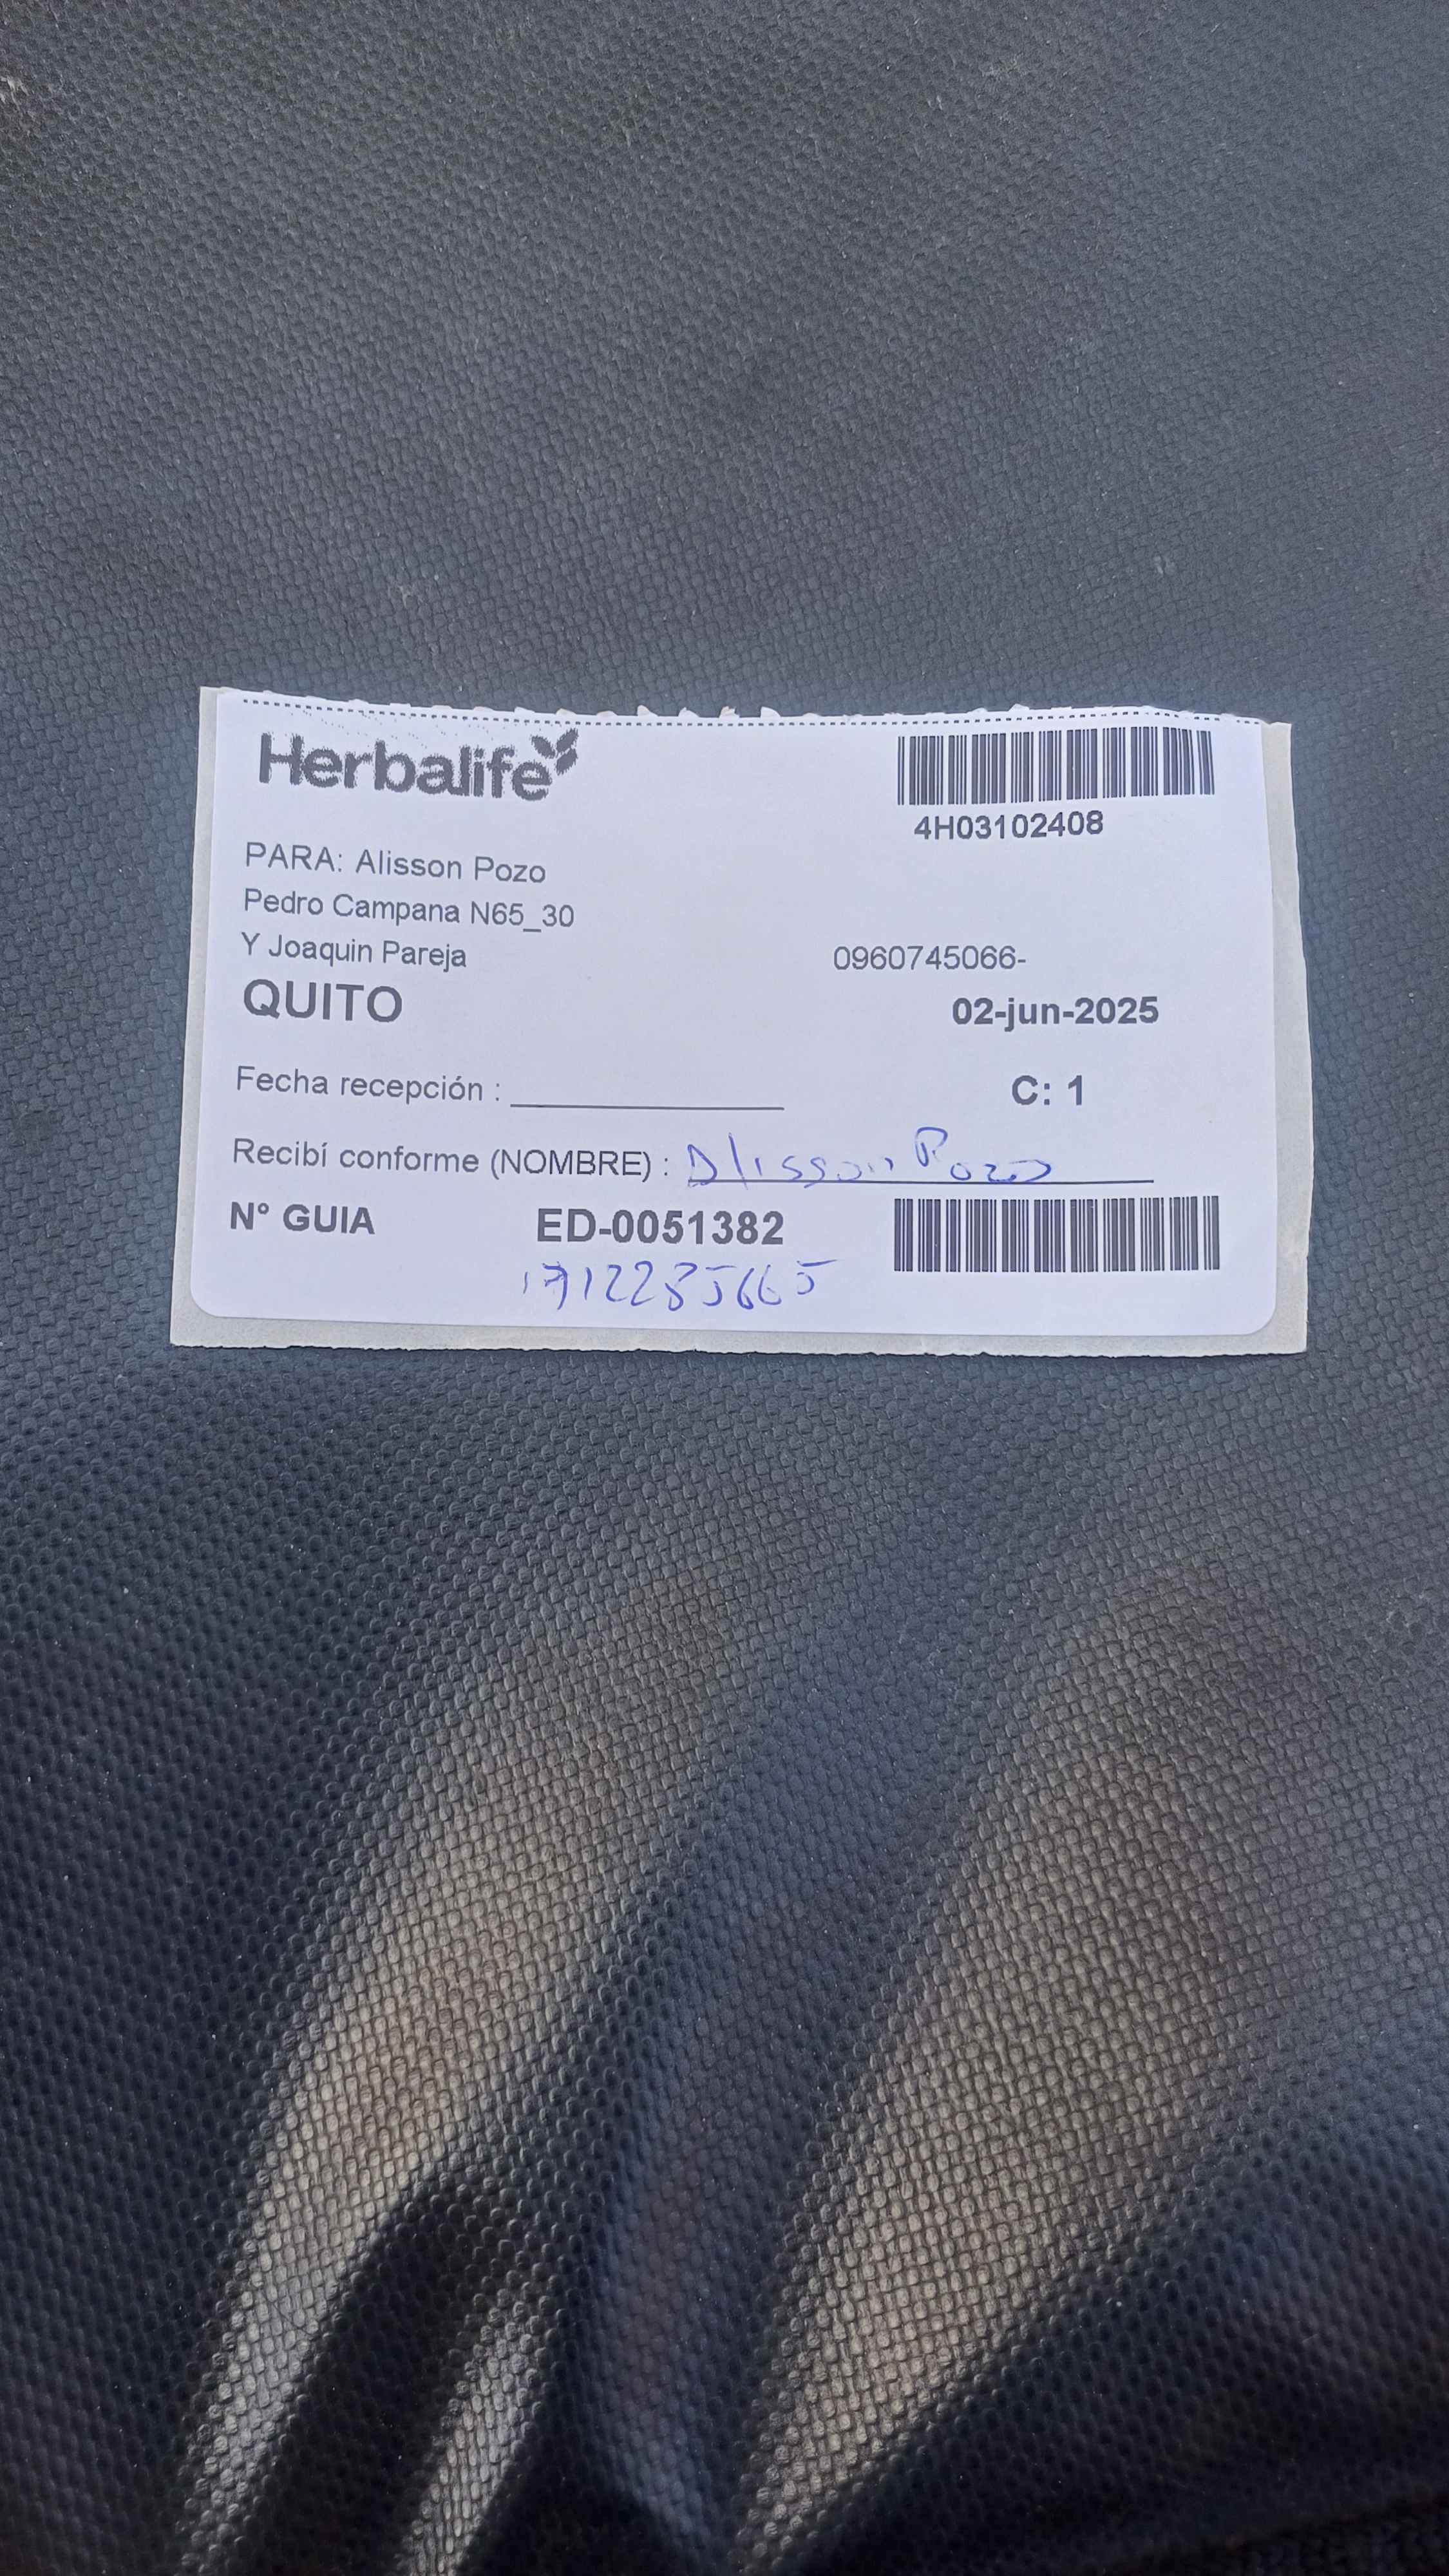 Herbalife
4H03102408
PARA: Alisson Pozo
Pedro Campana N65_30
Y Joaquin Pareja
0960745066-
QUITO
02-jun-2025
Fecha recepción :
C: 1
Recibí conforme (NOMBRE) : Alisson Pozo
N° GUIA ED-0051382
1712285665